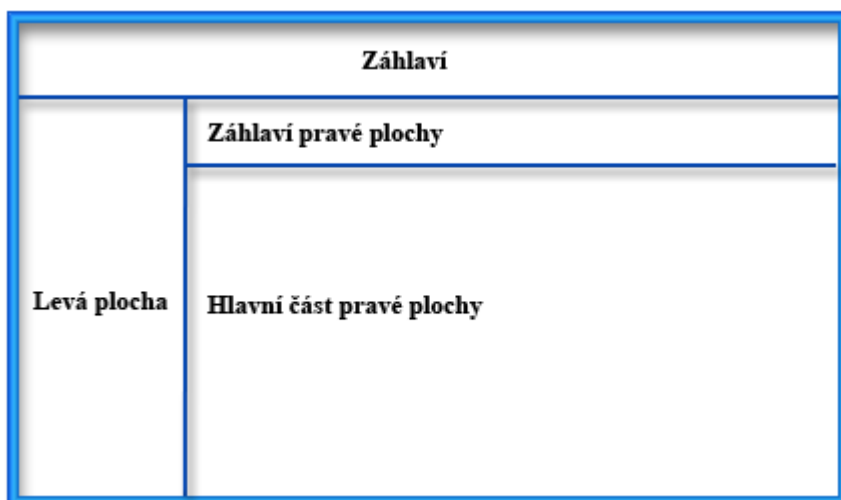 Záhlaví
Záhlaví pravé plochy
Levá plocha
Hlavní část pravé plochy